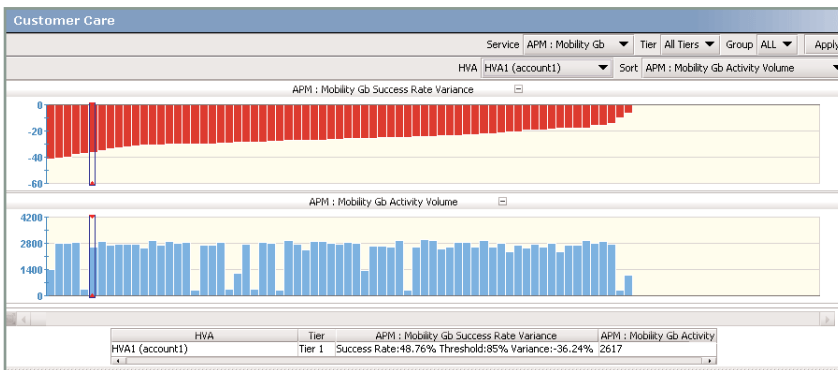 Customer Care
Service APM : Mobility Gb Tier All Tiers Group ALL Apply
HVA HVA1 (account1) Sort APM : Mobility Gb Activity Volume
APM : Mobility Gb Success Rate Variance
0
-20
-40
-60
APM : Mobility Gb Activity Volume
4200
2800
1400
0
HVA Tier APM : Mobility Gb Success Rate Variance APM : Mobility Gb Activity
HVA1 (account1) Tier 1 Success Rate:48.76% Threshold:85% Variance:-36.24% 2617